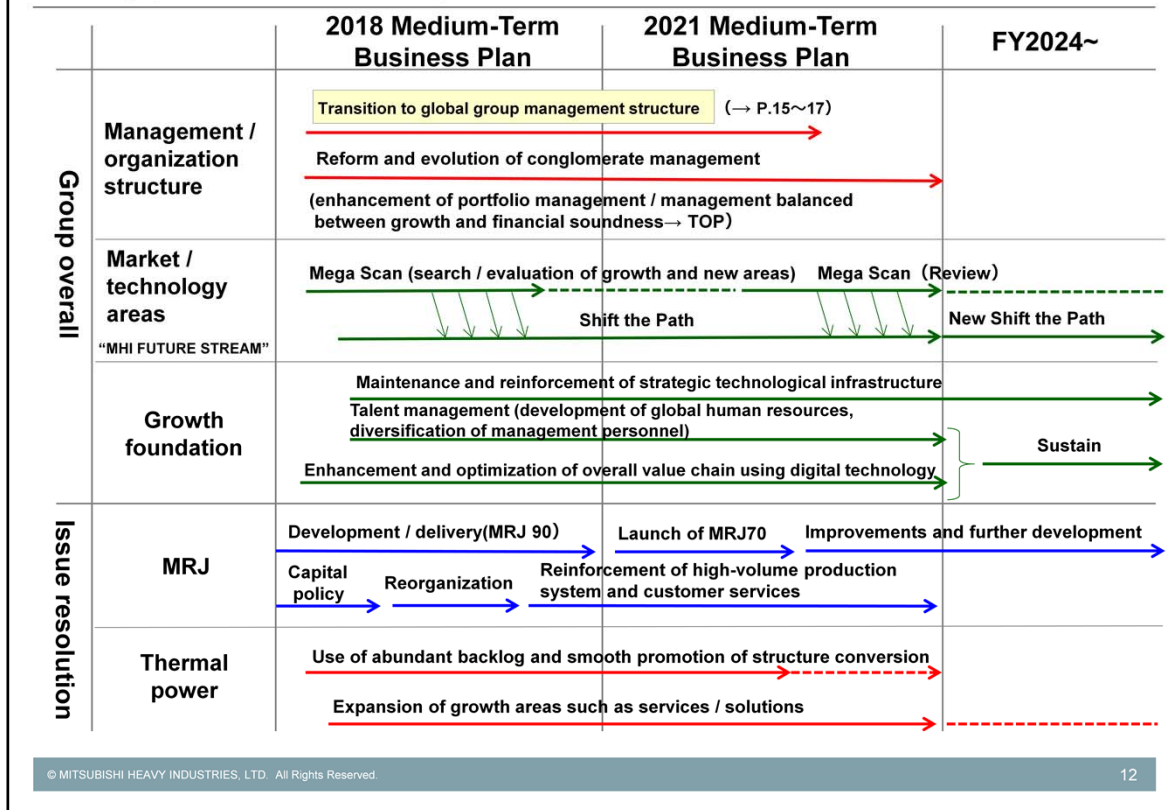 2018 Medium-Term
Business Plan
2021 Medium-Term
Business Plan
FY2024~
Group overall
Management /
organization
structure
Transition to global group management structure (→ P.15～17)
Reform and evolution of conglomerate management
(enhancement of portfolio management / management balanced
between growth and financial soundness→ TOP)
Market /
technology
areas
"MHI FUTURE STREAM"
Mega Scan (search / evaluation of growth and new areas)
Mega Scan (Review)
Shift the Path
New Shift the Path
Growth
foundation
Maintenance and reinforcement of strategic technological infrastructure
Talent management (development of global human resources,
diversification of management personnel)
Enhancement and optimization of overall value chain using digital technology
Sustain
Issue resolution
MRJ
Development / delivery(MRJ 90)
Launch of MRJ70
Improvements and further development
Capital
policy
Reorganization
Reinforcement of high-volume production
system and customer services
Thermal
power
Use of abundant backlog and smooth promotion of structure conversion
Expansion of growth areas such as services / solutions
© MITSUBISHI HEAVY INDUSTRIES, LTD. All Rights Reserved.
12